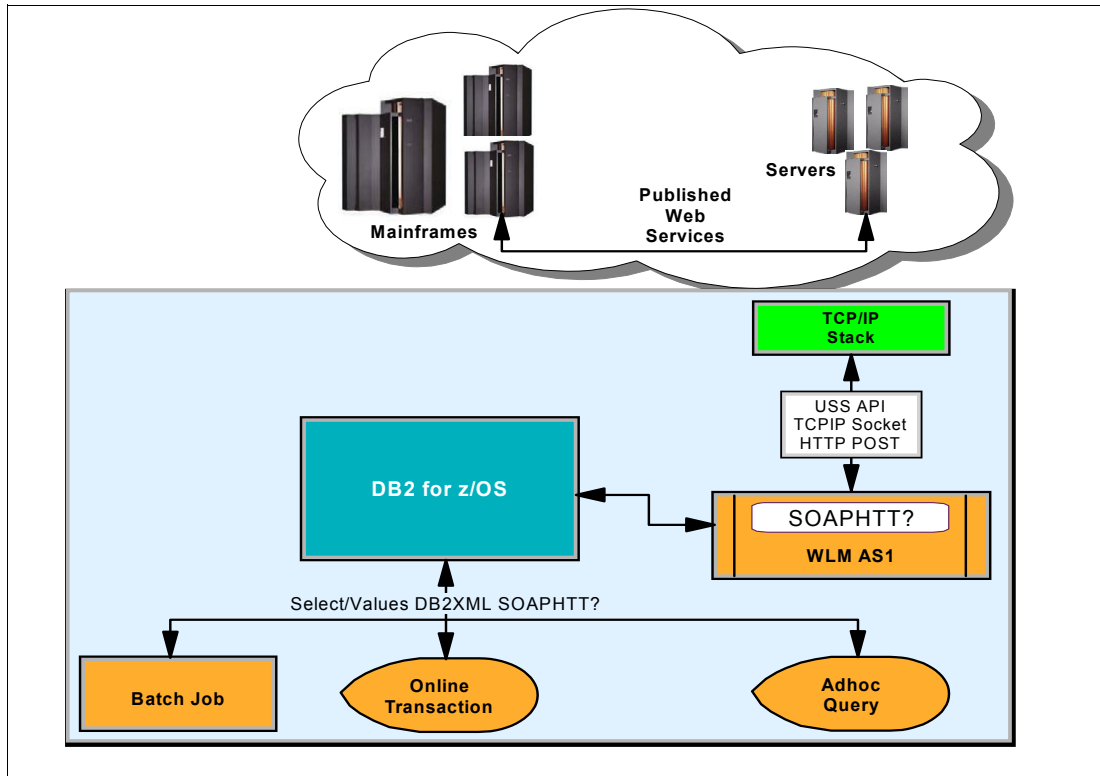 Servers
Published
Web
Services
Mainframes
TCP/IP
Stack
USS API
TCPIP Socket
HTTP POST
DB2 for z/OS
SOAPHTT?
WLM AS1
Select/Values DB2XML SOAPHTT?
Batch Job
Online
Transaction
Adhoc
Query